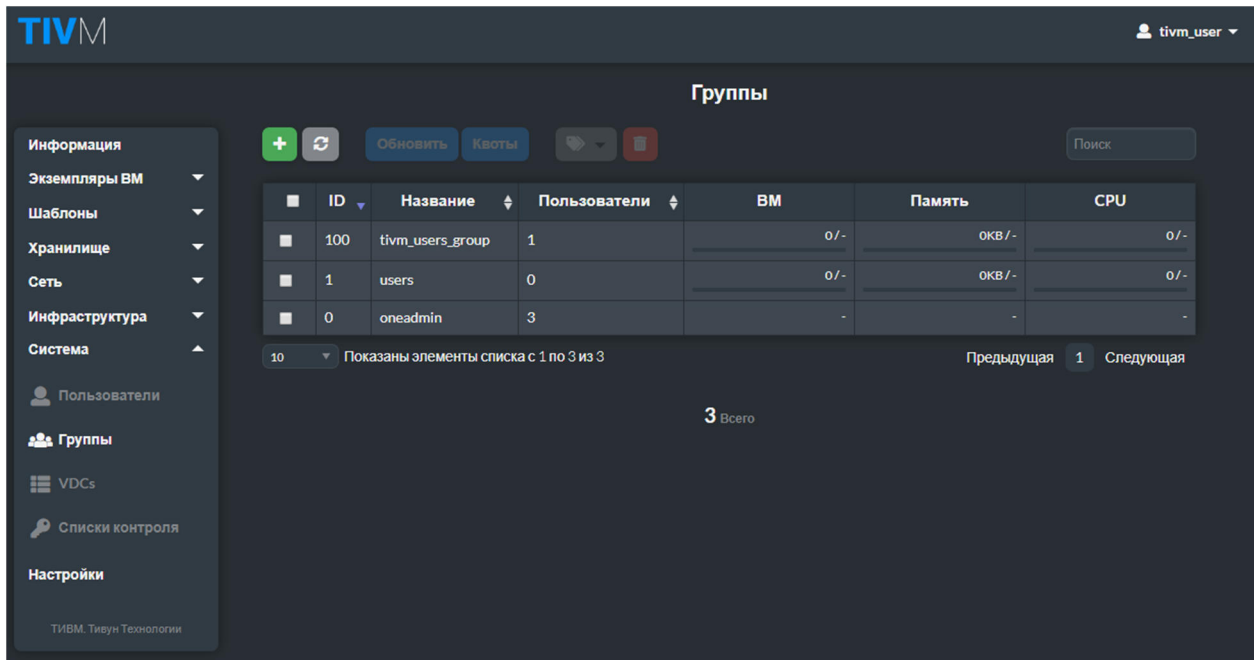 TIVM
tivm_user
Группы
Информация
Экземпляры ВМ
Шаблоны
Хранилище
Сеть
Инфраструктура
Система
Пользователи
Группы
VDCs
Списки контроля
Настройки
ТИВМ. Тивун Технологии
Обновить Квоты Поиск
ID Название Пользователи ВМ Память CPU
100 tivm_users_group 1 0/- 0KB/- 0/-
1 users 0 0/- 0KB/- 0/-
0 oneadmin 3 - - -
10 Показаны элементы списка с 1 по 3 из 3 Предыдущая 1 Следующая
3 Всего